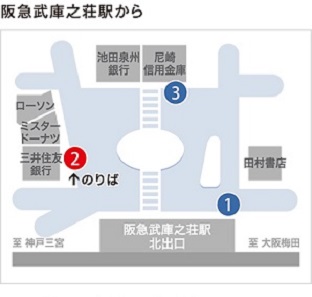 阪急武庫之荘駅から
池田泉州
銀行
尼崎
信用金庫
3
ローソン
ミスター
ドーナツ
三井住友
銀行
2
↑のりば
田村書店
1
阪急武庫之荘駅
北出口
至 神戸三宮
至 大阪梅田